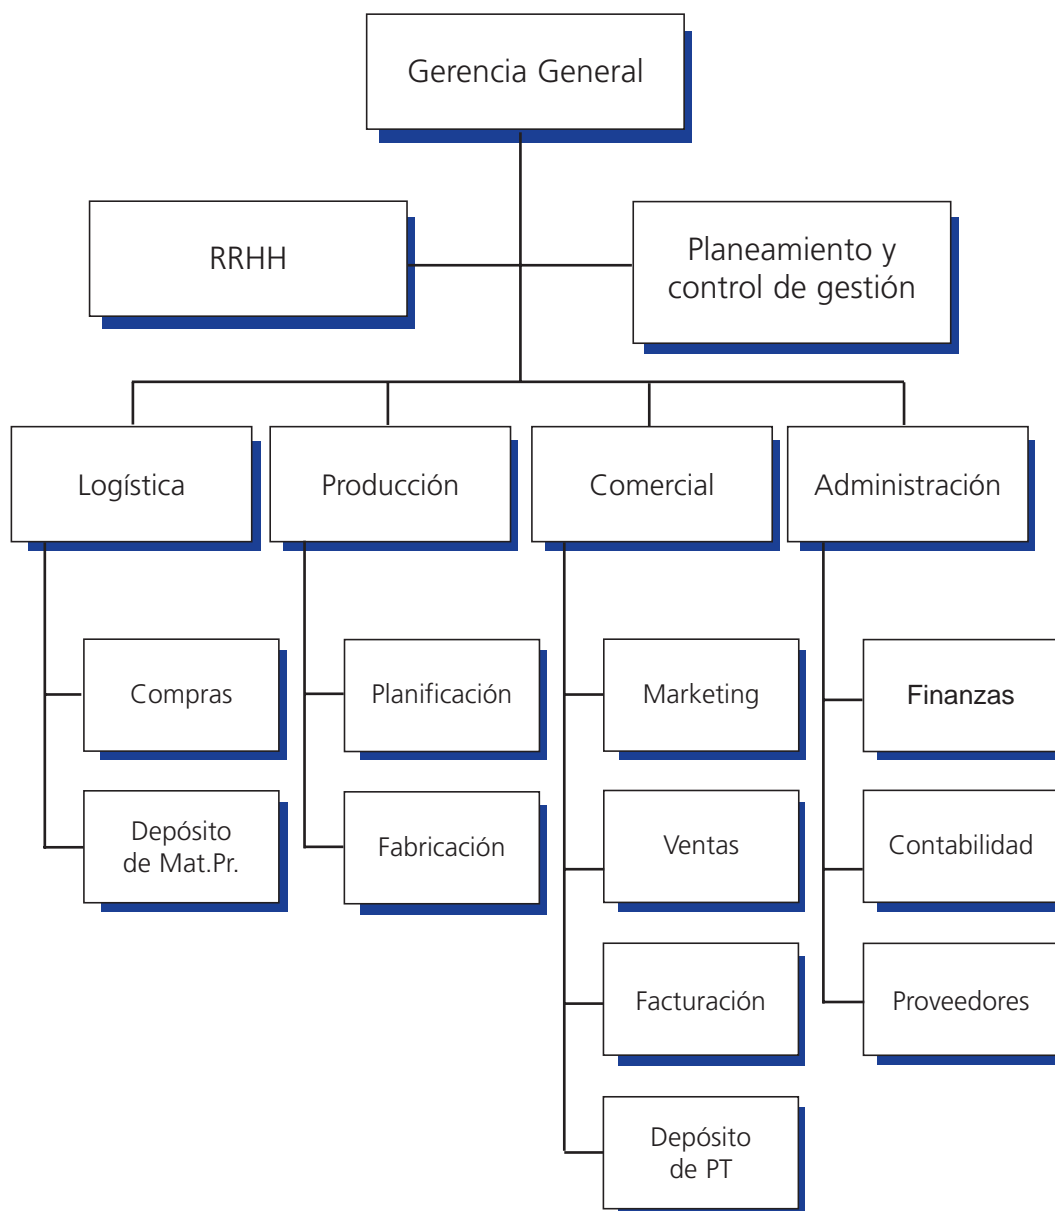 Gerencia General
RRHH
Planeamiento y
control de gestión
Logística
Producción
Comercial
Administración
Compras
Planificación
Marketing
Finanzas
Depósito
de Mat.Pr.
Fabricación
Ventas
Contabilidad
Facturación
Proveedores
Depósito
de PT